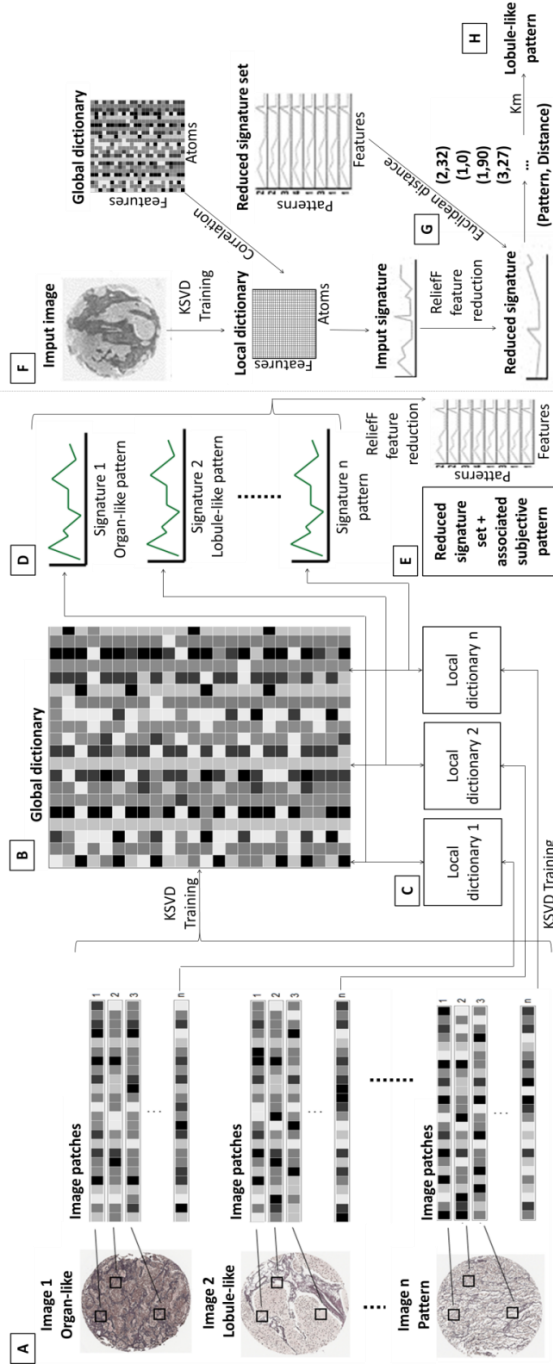 A
Image 1
Organ-like
Image patches
1
2
3
...
n
Image 2
Lobule-like
Image patches
1
2
3
...
n
Image n
Pattern
Image patches
1
2
3
...
n
KSVD
Training
B
Global dictionary
C
Local
dictionary 1
Local
dictionary 2
Local
dictionary n
KSVD Training
D
Signature 1
Organ-like pattern
Signature 2
Lobule-like pattern
Signature n
pattern
ReliefF
feature
reduction
E
Reduced
signature
set +
associated
subjective
pattern
Patterns
Features
F
Imput image
KSVD
Training
Global dictionary
Features
Atoms
Correlation
Local dictionary
Features
Atoms
Imput signature
ReliefF
feature
reduction
Reduced signature
G
Reduced signature set
Patterns
Features
Euclidean distance
(2,32)
(1,0)
(1,90)
(3,27)
...
(Pattern, Distance)
Km
H
Lobule-like
pattern